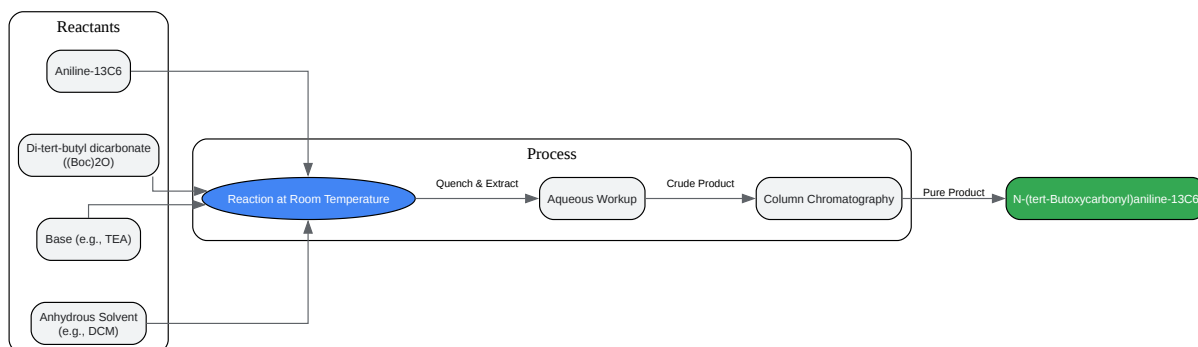 Reactants
Aniline-13C6
Di-tert-butyl dicarbonate
((Boc)2O)
Base (e.g., TEA)
Anhydrous Solvent
(e.g., DCM)
Process
Reaction at Room Temperature
Quench & Extract
Aqueous Workup
Crude Product
Column Chromatography
Pure Product
N-(tert-Butoxycarbonyl)aniline-13C6